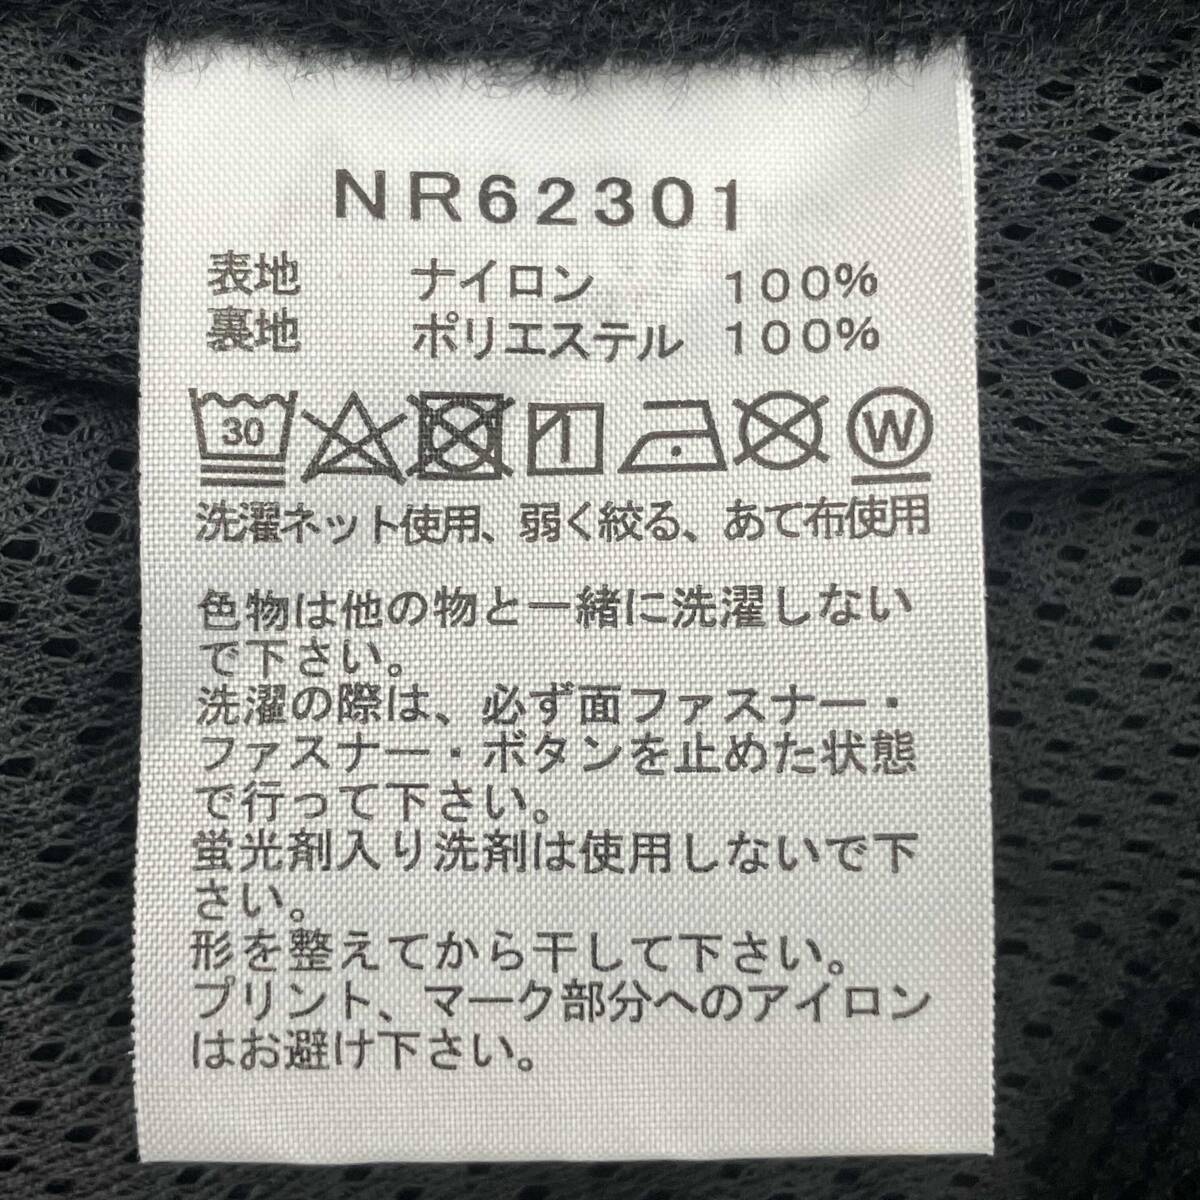 NR62301
表地 ナイロン 100%
裏地 ポリエステル 100%
30 W
洗濯ネット使用、弱く絞る、あて布使用
色物は他の物と一緒に洗濯しない
で下さい。
洗濯の際は、必ず面ファスナー・
ファスナー・ボタンを止めた状態
で行って下さい。
蛍光剤入り洗剤は使用しないで下
さい。
形を整えてから干して下さい。
プリント、マーク部分へのアイロン
はお避け下さい。